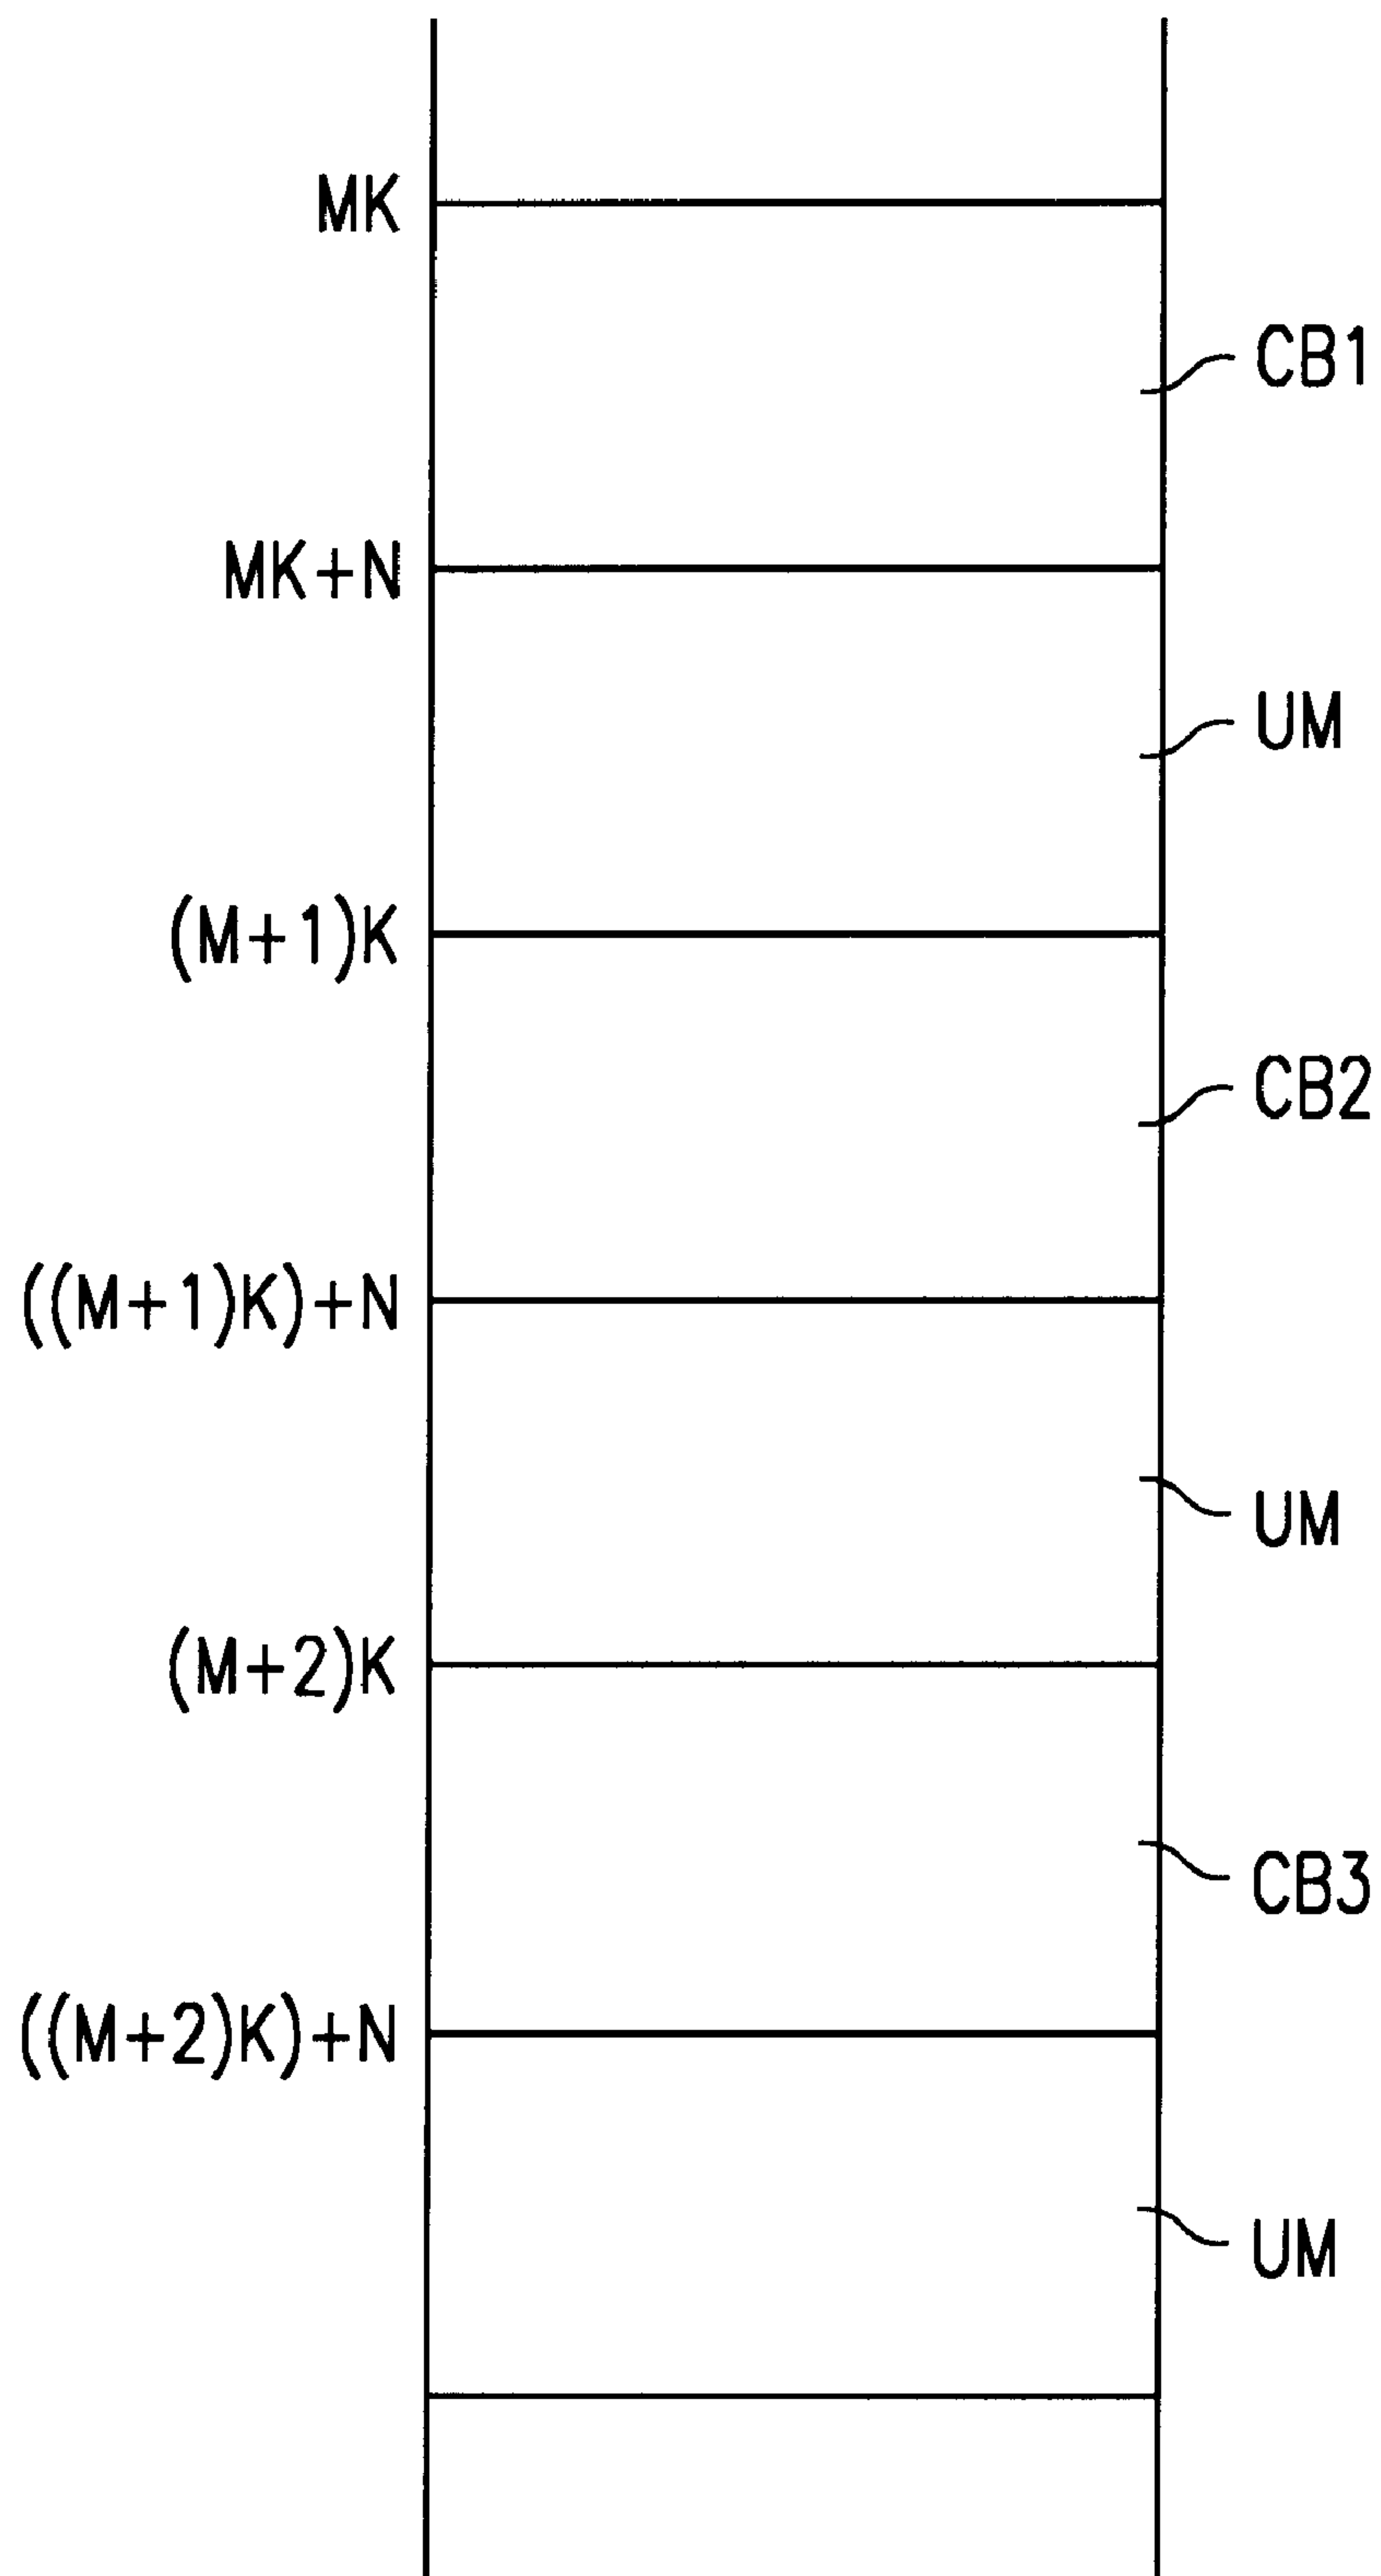 MK
CB1
MK+N
UM
(M+1)K
CB2
((M+1)K)+N
UM
(M+2)K
CB3
((M+2)K)+N
UM